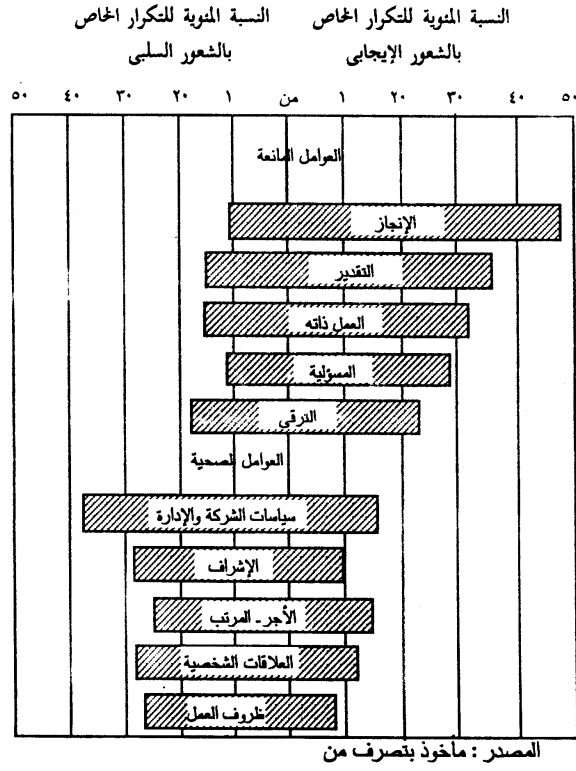 النسبة المئوية للتكرار الخاص بالشعور الإيجابي
النسبة المئوية للتكرار الخاص بالشعور السلبى
٥٠ ٤٠ ٣٠ ٢٠ ١ من ١ ٢٠ ٣٠ ٤٠ ٥٠
العوامل المانعة
الإنجاز
التقدير
العمل ذاته
المسؤلية
الترقى
العوامل الصحية
سياسات الشركة والإدارة
الإشراف
الأجر - المرتب
العلاقات الشخصية
ظروف العمل
المصدر : مأخوذ بتصرف من